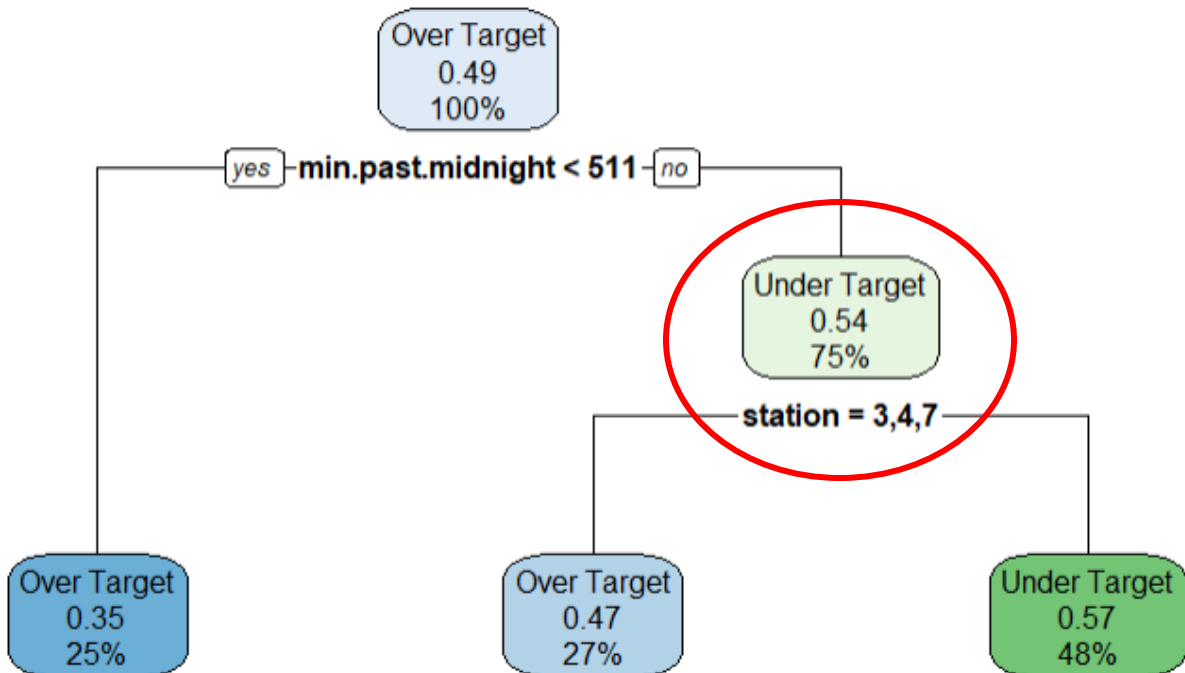 Over Target
0.49
100%
yes min.past.midnight < 511 no
Under Target
0.54
75%
station = 3,4,7
Over Target
0.35
25%
Over Target
0.47
27%
Under Target
0.57
48%